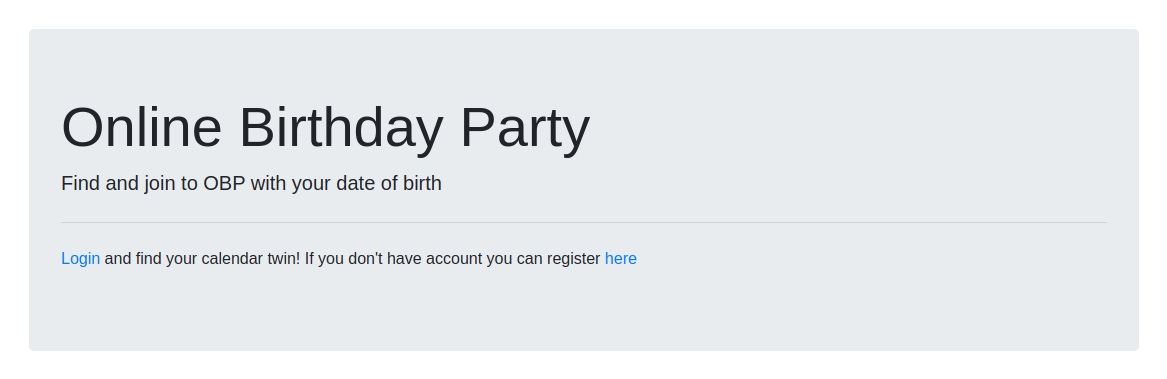 Online Birthday Party
Find and join to OBP with your date of birth
Login and find your calendar twin! If you don't have account you can register here